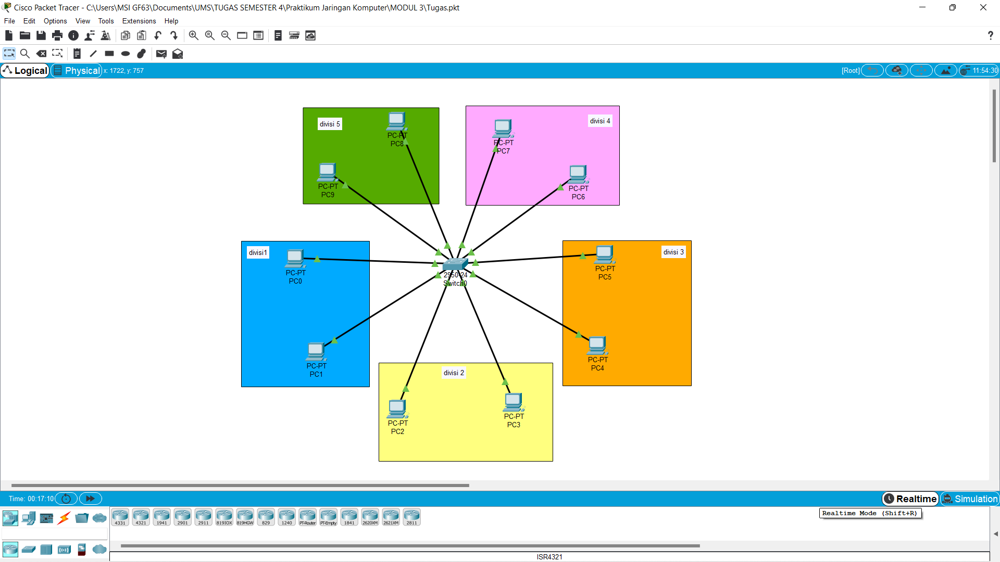 Cisco Packet Tracer - C:\Users\MSI GF63\Documents\UMS\TUGAS SEMESTER 4\Praktikum Jaringan Komputer\MODUL 3\Tugas.pkt
File Edit Options View Tools Extensions Help
Logical Physical x: 1722, y: 757 [Root] 11:54:30
divisi 5
PC-PT
PC8
PC-PT
PC9
divisi 4
PC-PT
PC7
PC-PT
PC6
divisi1
PC-PT
PC0
PC-PT
PC1
2950-24
Switch0
divisi 3
PC-PT
PC5
PC-PT
PC4
divisi 2
PC-PT
PC2
PC-PT
PC3
Time: 00:17:10 Realtime Simulation
Realtime Mode (Shift+R)
4331 4321 1941 2901 2911 819IOX 819HGW 829 1240 PT-Router PT-Empty 1841 2620XM 2621XM 2811
ISR4321